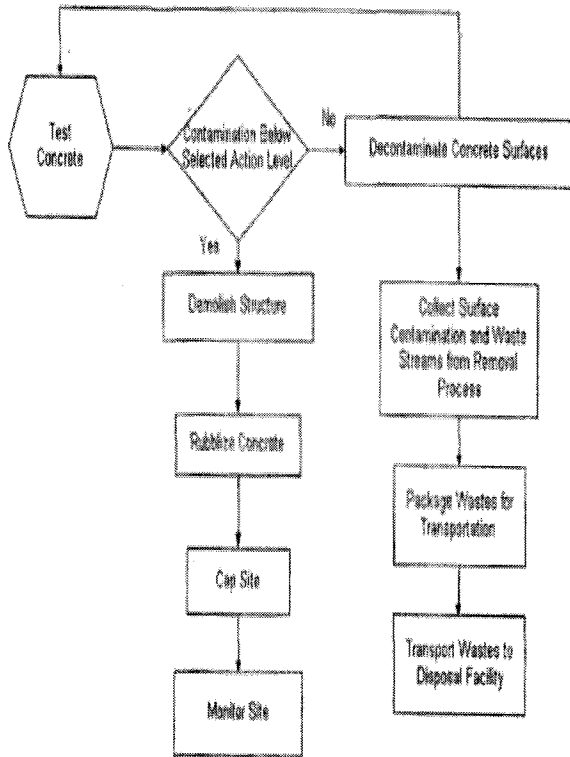 Test
Concrete
Contamination Below
Selected Action Level
No
Decontaminate Concrete Surfaces
Yes
Demolish Structure
Rubblize Concrete
Cap Site
Monitor Site
Collect Surface
Contamination and Waste
Streams from Removal
Process
Package Wastes for
Transportation
Transport Wastes to
Disposal Facility